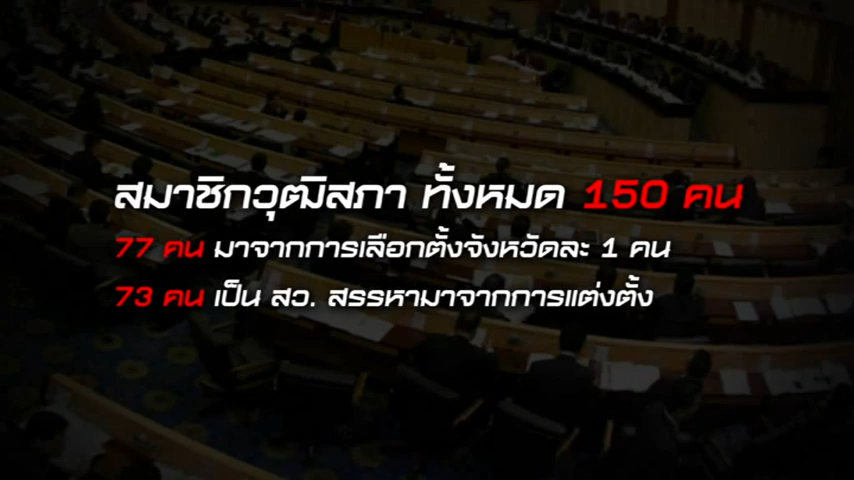 สมาชิกวุฒิสภา ทั้งหมด 150 คน
77 คน มาจากการเลือกตั้งจังหวัดละ 1 คน
73 คน เป็น สว. สรรหามาจากการแต่งตั้ง